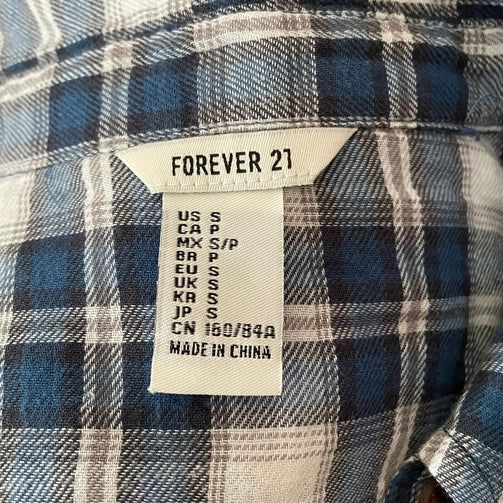 FOREVER 21
US S
CA P
MX S/P
BR P
EU S
UK S
KR S
JP S
CN 160/84A
MADE IN CHINA